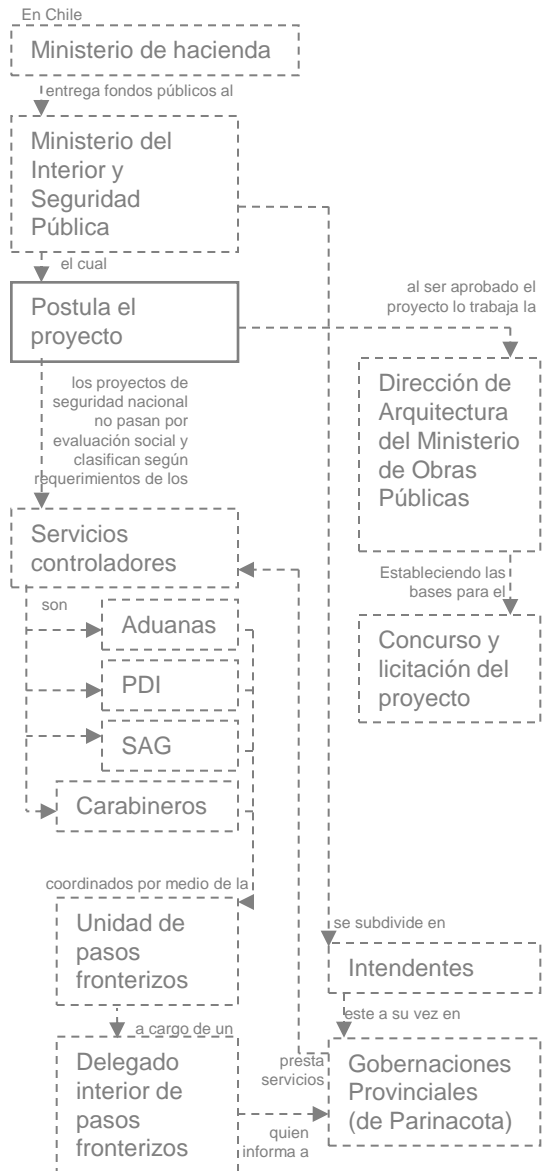 En Chile
Ministerio de hacienda
entrega fondos públicos al
Ministerio del
Interior y
Seguridad
Pública
el cual
Postula el
proyecto
al ser aprobado el
proyecto lo trabaja la
Dirección de
Arquitectura
del Ministerio
de Obras
Públicas
Estableciendo las
bases para el
Concurso y
licitación del
proyecto
los proyectos de
seguridad nacional
no pasan por
evaluación social y
clasifican según
requerimientos de los
Servicios
controladores
son
Aduanas
PDI
SAG
Carabineros
coordinados por medio de la
Unidad de
pasos
fronterizos
a cargo de un
Delegado
interior de
pasos
fronterizos
quien
informa a
se subdivide en
Intendentes
este a su vez en
Gobernaciones
Provinciales
(de Parinacota)
presta
servicios